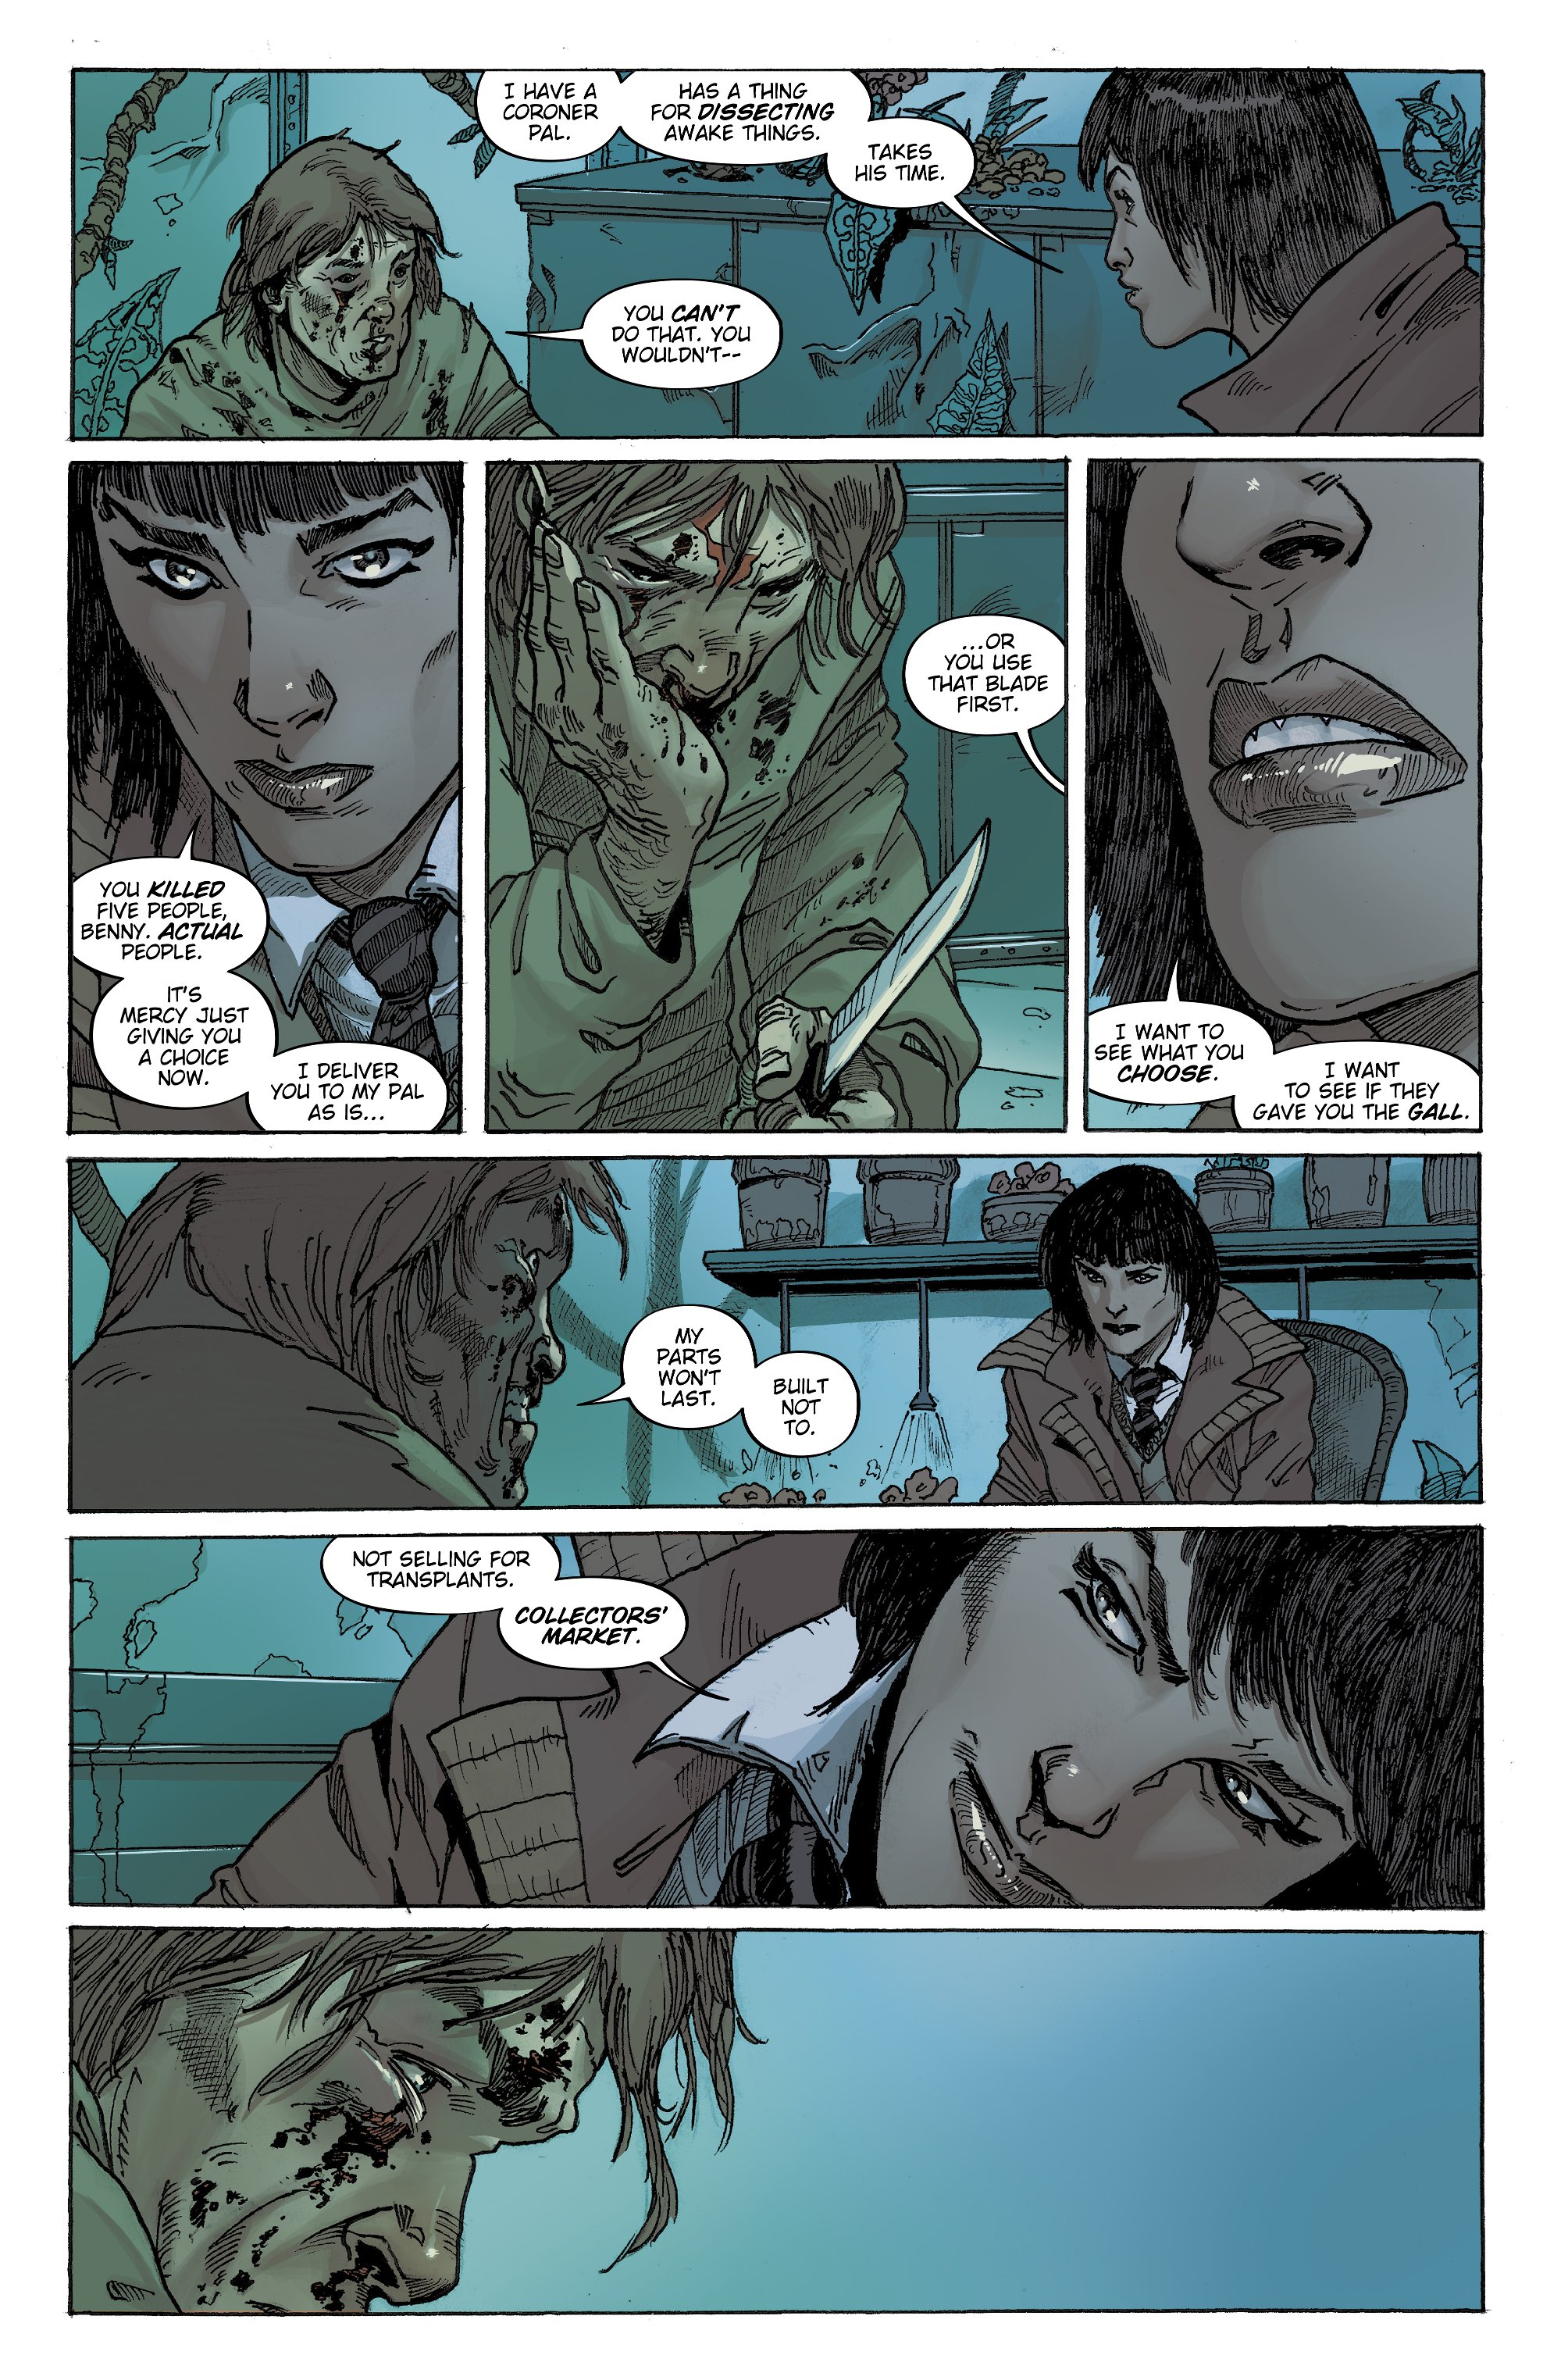 I HAVE A
CORONER
PAL.
HAS A THING
FOR DISSECTING
AWAKE THINGS.
TAKES
HIS TIME.
YOU CAN'T
DO THAT. YOU
WOULDN'T--
YOU KILLED
FIVE PEOPLE,
BENNY. ACTUAL
PEOPLE.
IT'S
MERCY JUST
GIVING YOU
A CHOICE
NOW.
I DELIVER
YOU TO MY PAL
AS IS...
...OR
YOU USE
THAT BLADE
FIRST.
I WANT TO
SEE WHAT YOU
CHOOSE.
I WANT
TO SEE IF THEY
GAVE YOU THE GALL.
MY
PARTS
WON'T
LAST.
BUILT
NOT
TO.
NOT SELLING FOR
TRANSPLANTS.
COLLECTORS'
MARKET.